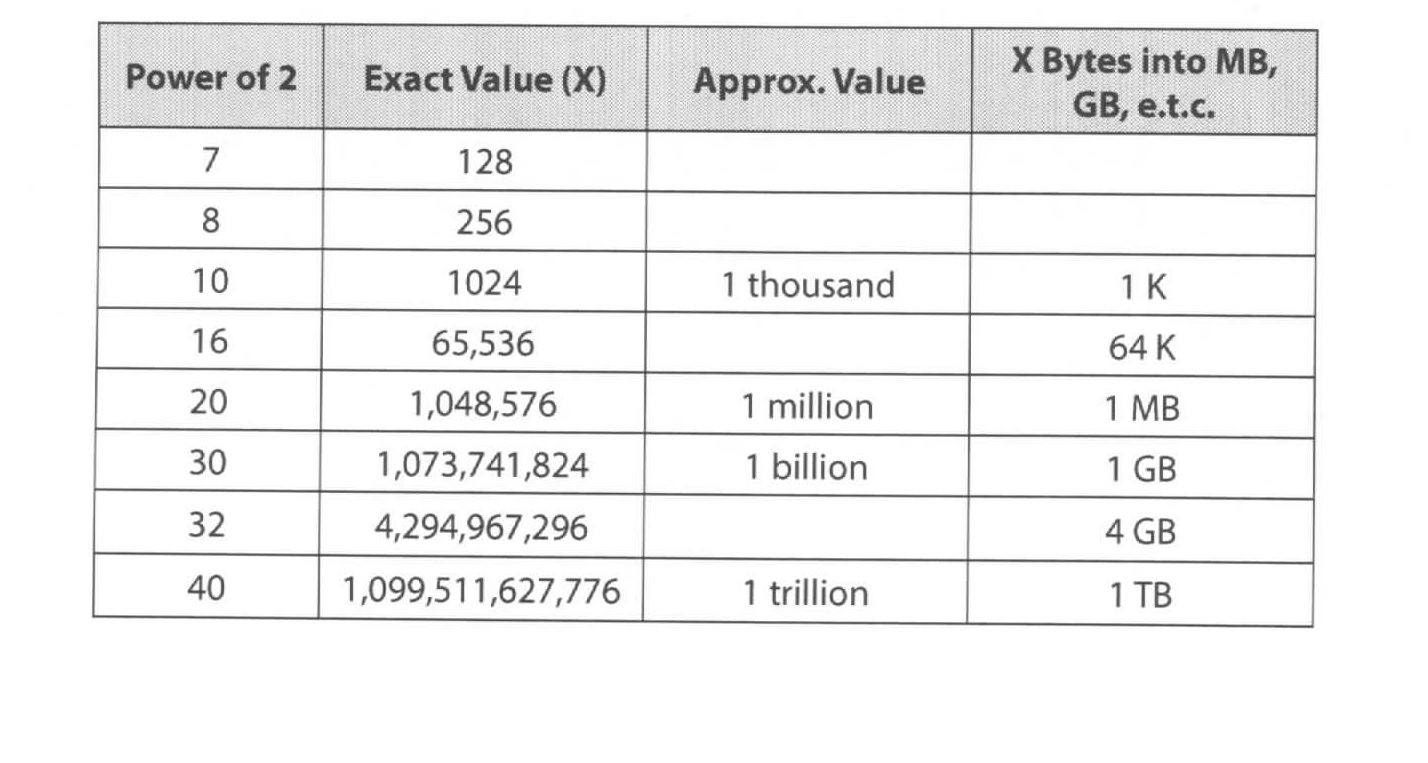 Power of 2 Exact Value (X) Approx. Value X Bytes into MB,
GB, e.t.c.
7 128
8 256
10 1024 1 thousand 1 K
16 65,536 64 K
20 1,048,576 1 million 1 MB
30 1,073,741,824 1 billion 1 GB
32 4,294,967,296 4 GB
40 1,099,511,627,776 1 trillion 1 TB